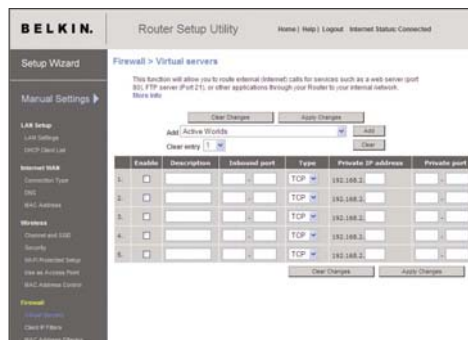 BELKIN.
Router Setup Utility
Home | Help | Logout Internet Status: Connected
Setup Wizard
Manual Settings
LAN Setup
LAN Settings
DHCP Client List
Internet WAN
Connection Type
DNS
MAC Address
Wireless
Channel and SSID
Security
Wi-Fi Protected Setup
Use as Access Point
MAC Address Control
Firewall
Virtual Servers
Client IP Filters
MAC Address Filtering
Firewall > Virtual servers
This function will allow you to route external (Internet) calls for services such as a web server (port
80), FTP server (Port 21), or other applications through your Router to your internal network.
More Info
Clear Changes Apply Changes
Add Active Worlds Add
Clear entry 1 Clear
Enable Description Inbound port Type Private IP address Private port
1. - TCP 192.168.2. -
2. - TCP 192.168.2. -
3. - TCP 192.168.2. -
4. - TCP 192.168.2. -
5. - TCP 192.168.2. -
Clear Changes Apply Changes